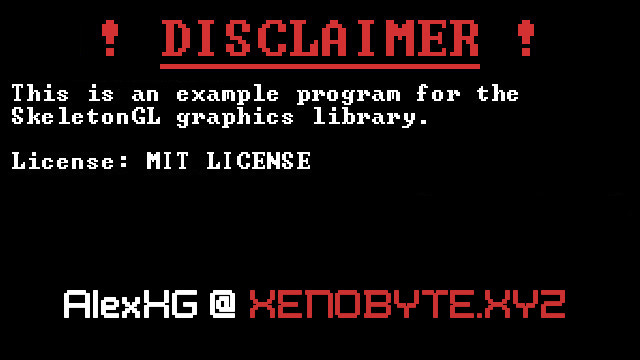 ! DISCLAIMER !
This is an example program for the
SkeletonGL graphics library.
License: MIT LICENSE
AlexHG @ XENOBYTE.XYZ